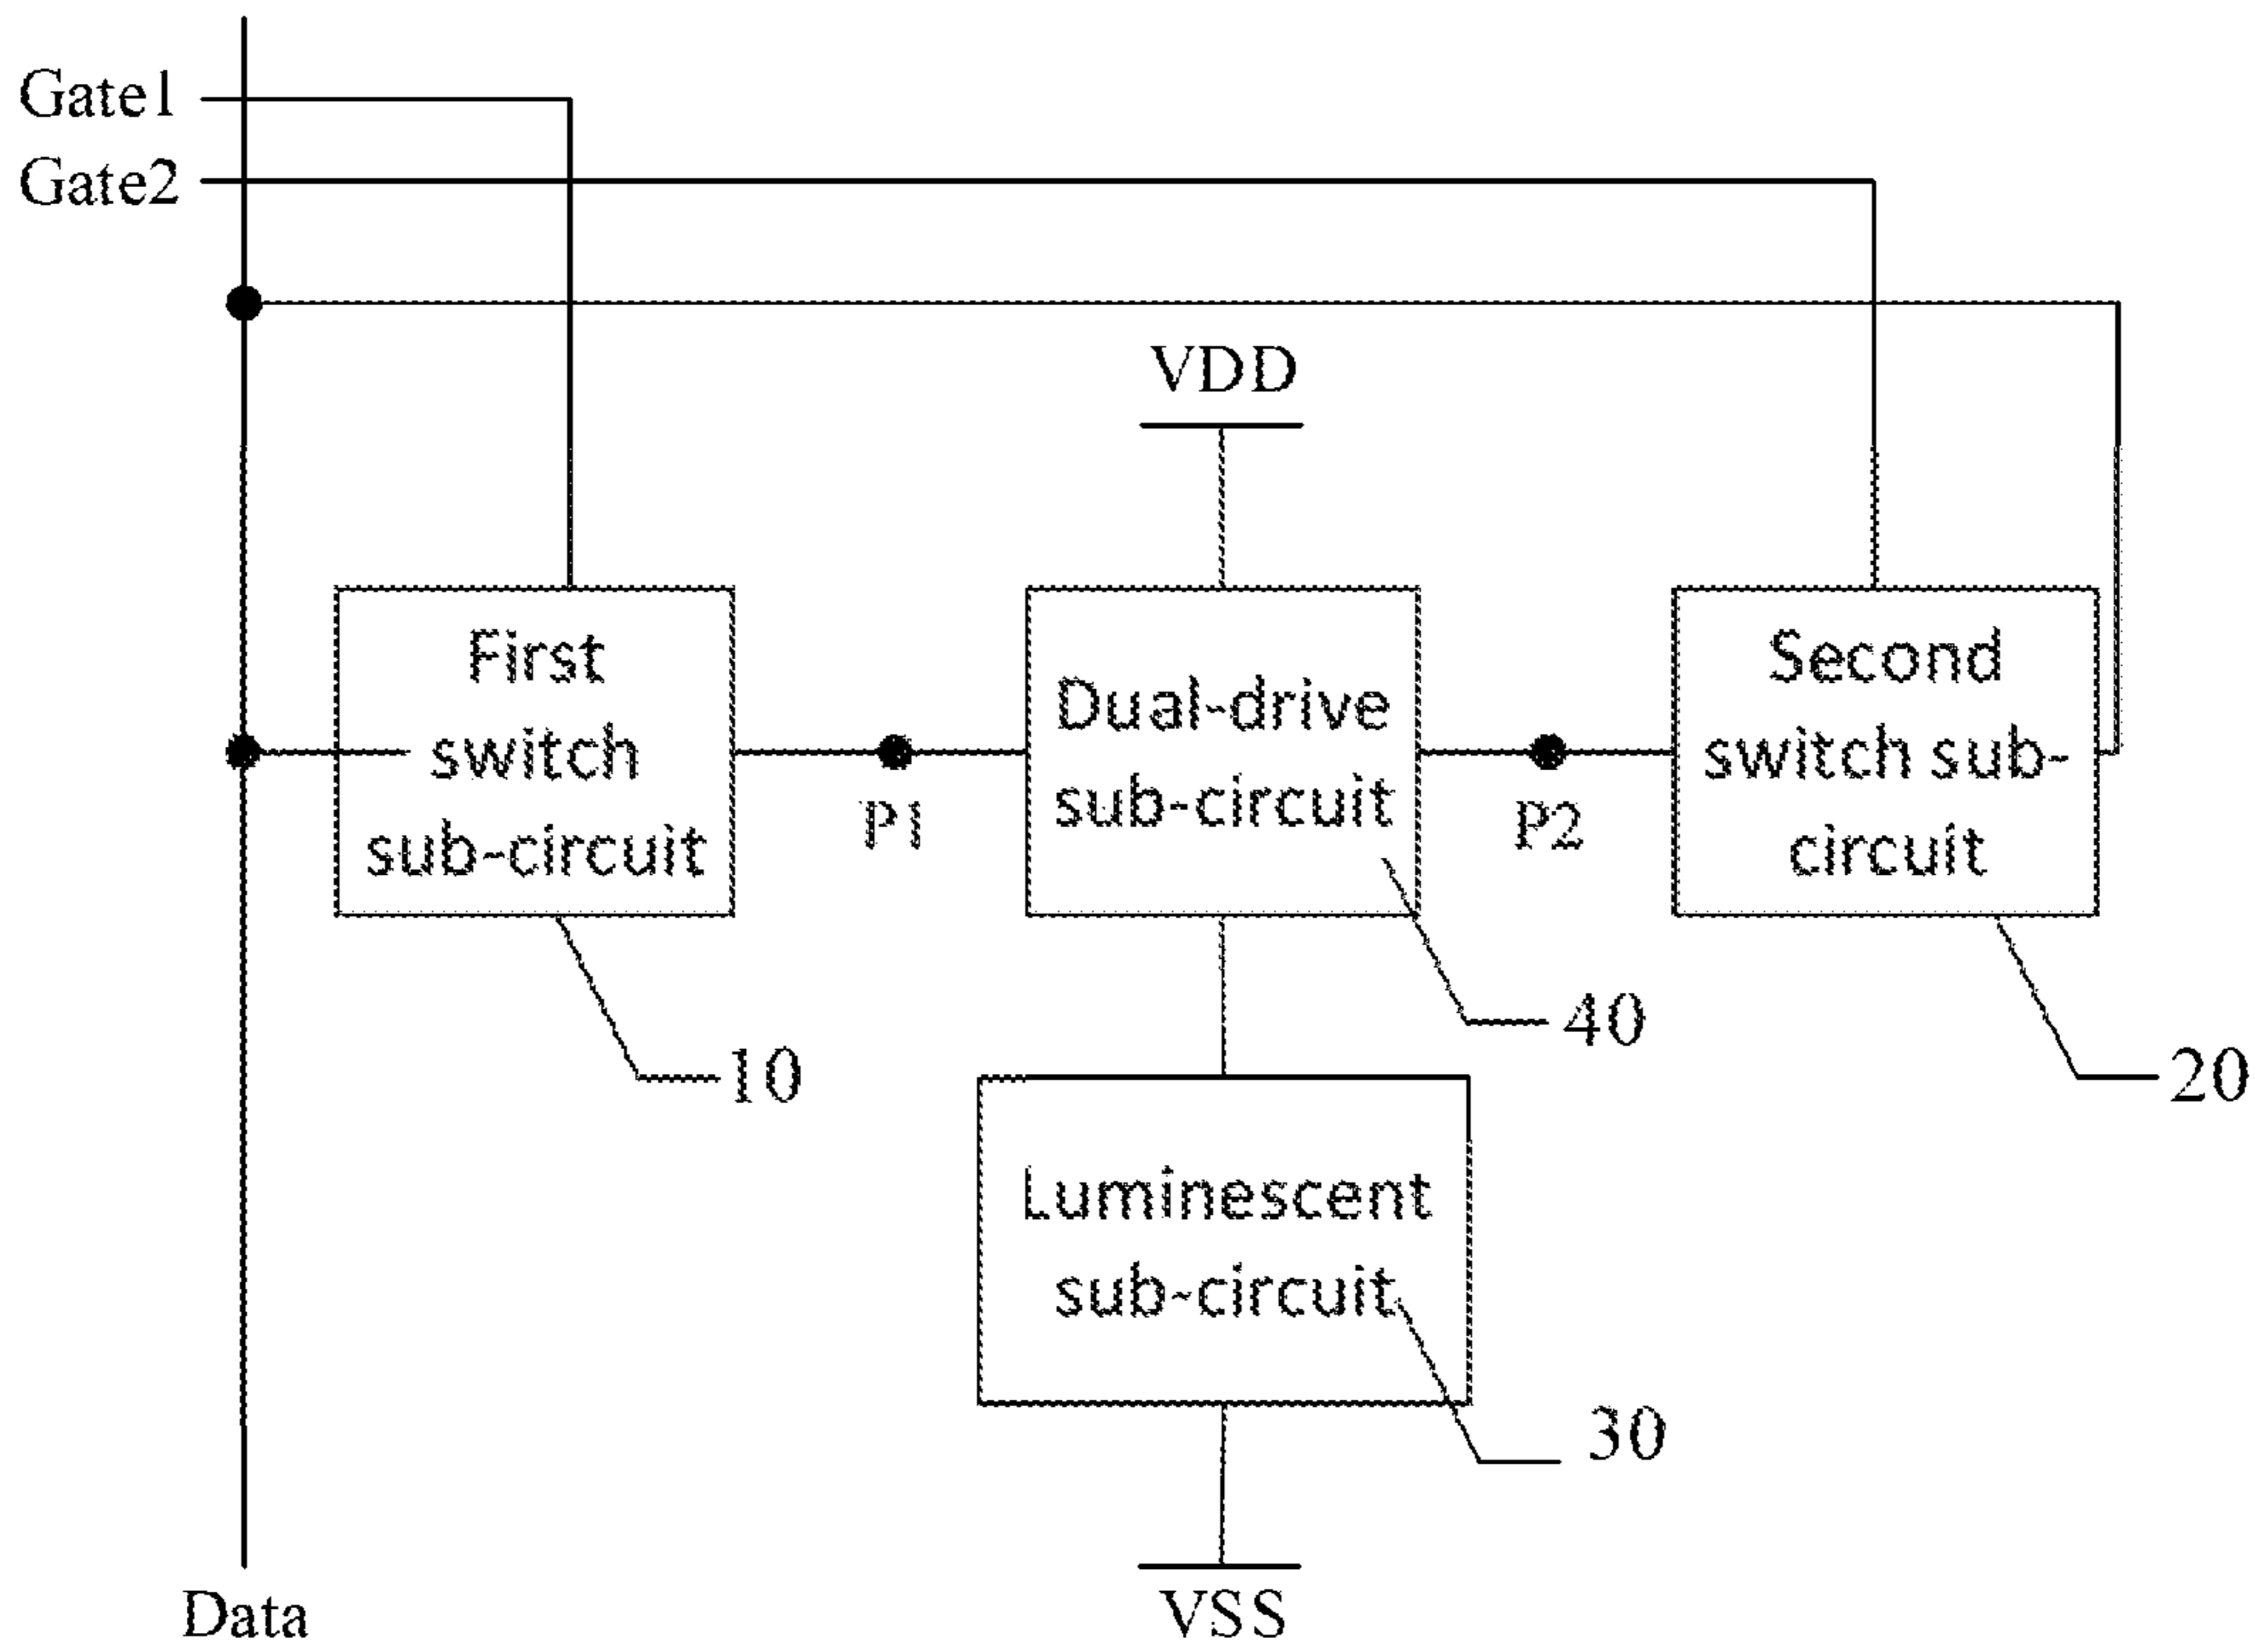 Gate1
Gate2
VDD
First
switch
sub-circuit
Dual-drive
sub-circuit
Second
switch sub-
circuit
P1
P2
40
10
20
Luminescent
sub-circuit
30
Data
VSS